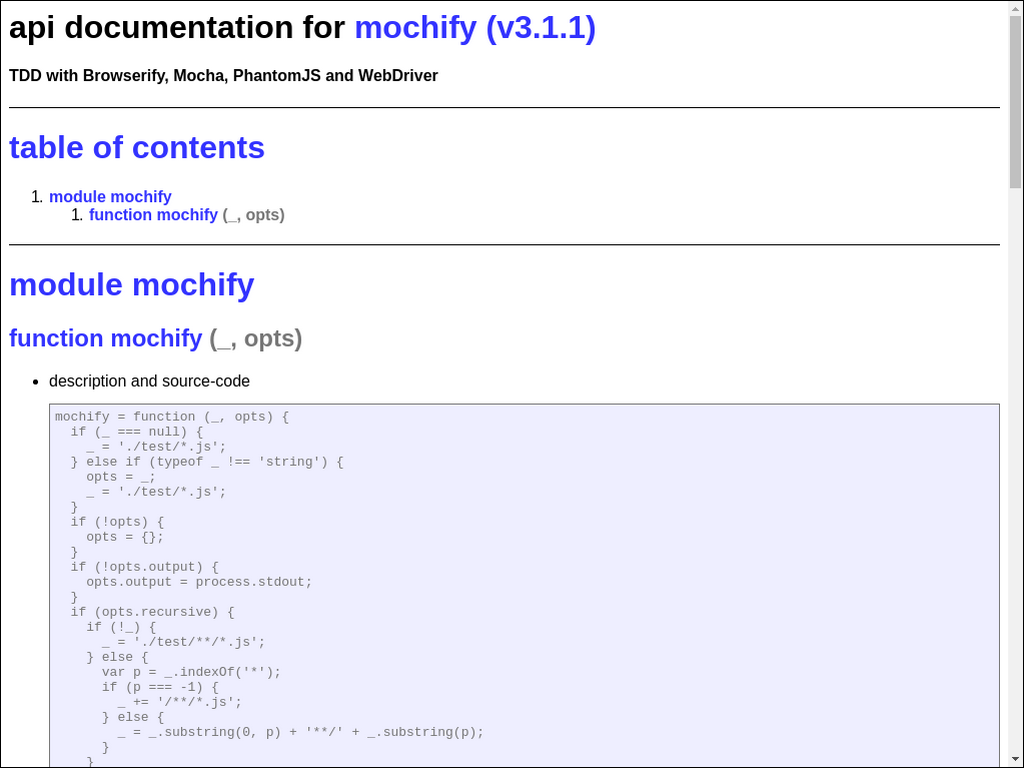 api documentation for mochify (v3.1.1)
TDD with Browserify, Mocha, PhantomJS and WebDriver
table of contents
1. module mochify
1. function mochify (_, opts)
module mochify
function mochify (_, opts)
• description and source-code
mochify = function (_, opts) {
  if (_ === null) {
    _ = './test/*.js';
  } else if (typeof _ !== 'string') {
    opts = _;
    _ = './test/*.js';
  }
  if (!opts) {
    opts = {};
  }
  if (!opts.output) {
    opts.output = process.stdout;
  }
  if (opts.recursive) {
    if (!_) {
      _ = './test/**/*.js';
    } else {
      var p = _.indexOf('*');
      if (p === -1) {
        _ += '/**/*.js';
      } else {
        _ = _.substring(0, p) + '**/' + _.substring(p);
      }
    }